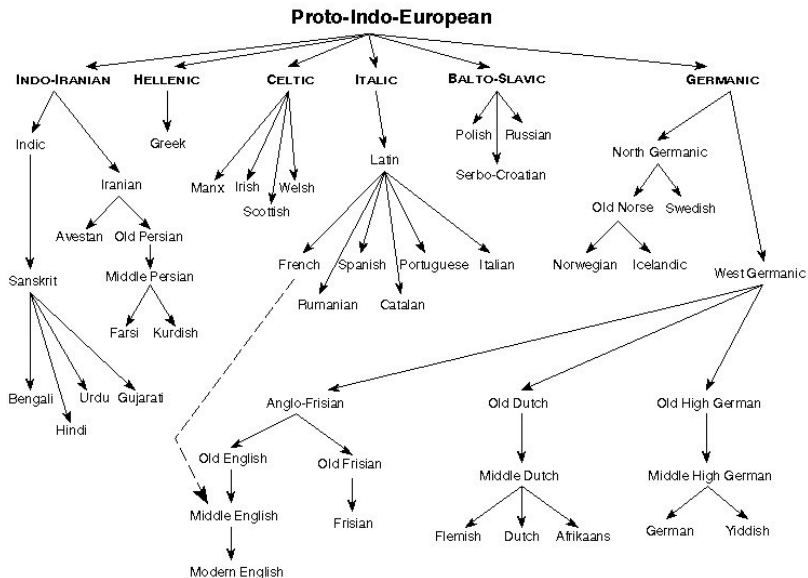 Proto-Indo-European
INDO-IRANIAN HELLENIC CELTIC ITALIC BALTO-SLAVIC GERMANIC
Polish Russian
Indic Greek
North Germanic
Latin
Serbo-Croatian
Iranian Manx Irish Welsh
Scottish
Old Norse Swedish
Avestan Old Persian
French Spanish Portuguese Italian
Norwegian Icelandic
Sanskrit Middle Persian West Germanic
Rumanian Catalan
Farsi Kurdish
Bengali Urdu Gujarati
Anglo-Frisian Old Dutch Old High German
Hindi
Old English Old Frisian
Middle Dutch Middle High German
Middle English Frisian
Flemish Dutch Afrikaans German Yiddish
Modern English